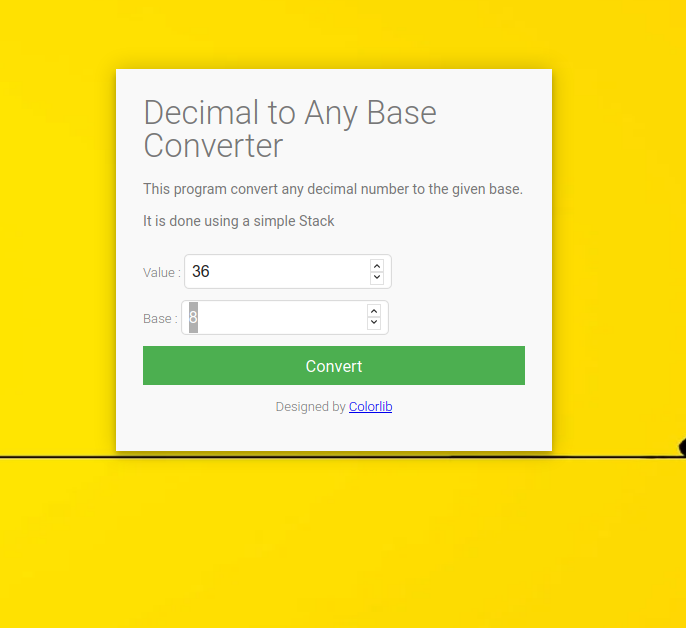 Decimal to Any Base
Converter
This program convert any decimal number to the given base.
It is done using a simple Stack
Value : 36
Base : 8
Convert
Designed by Colorlib